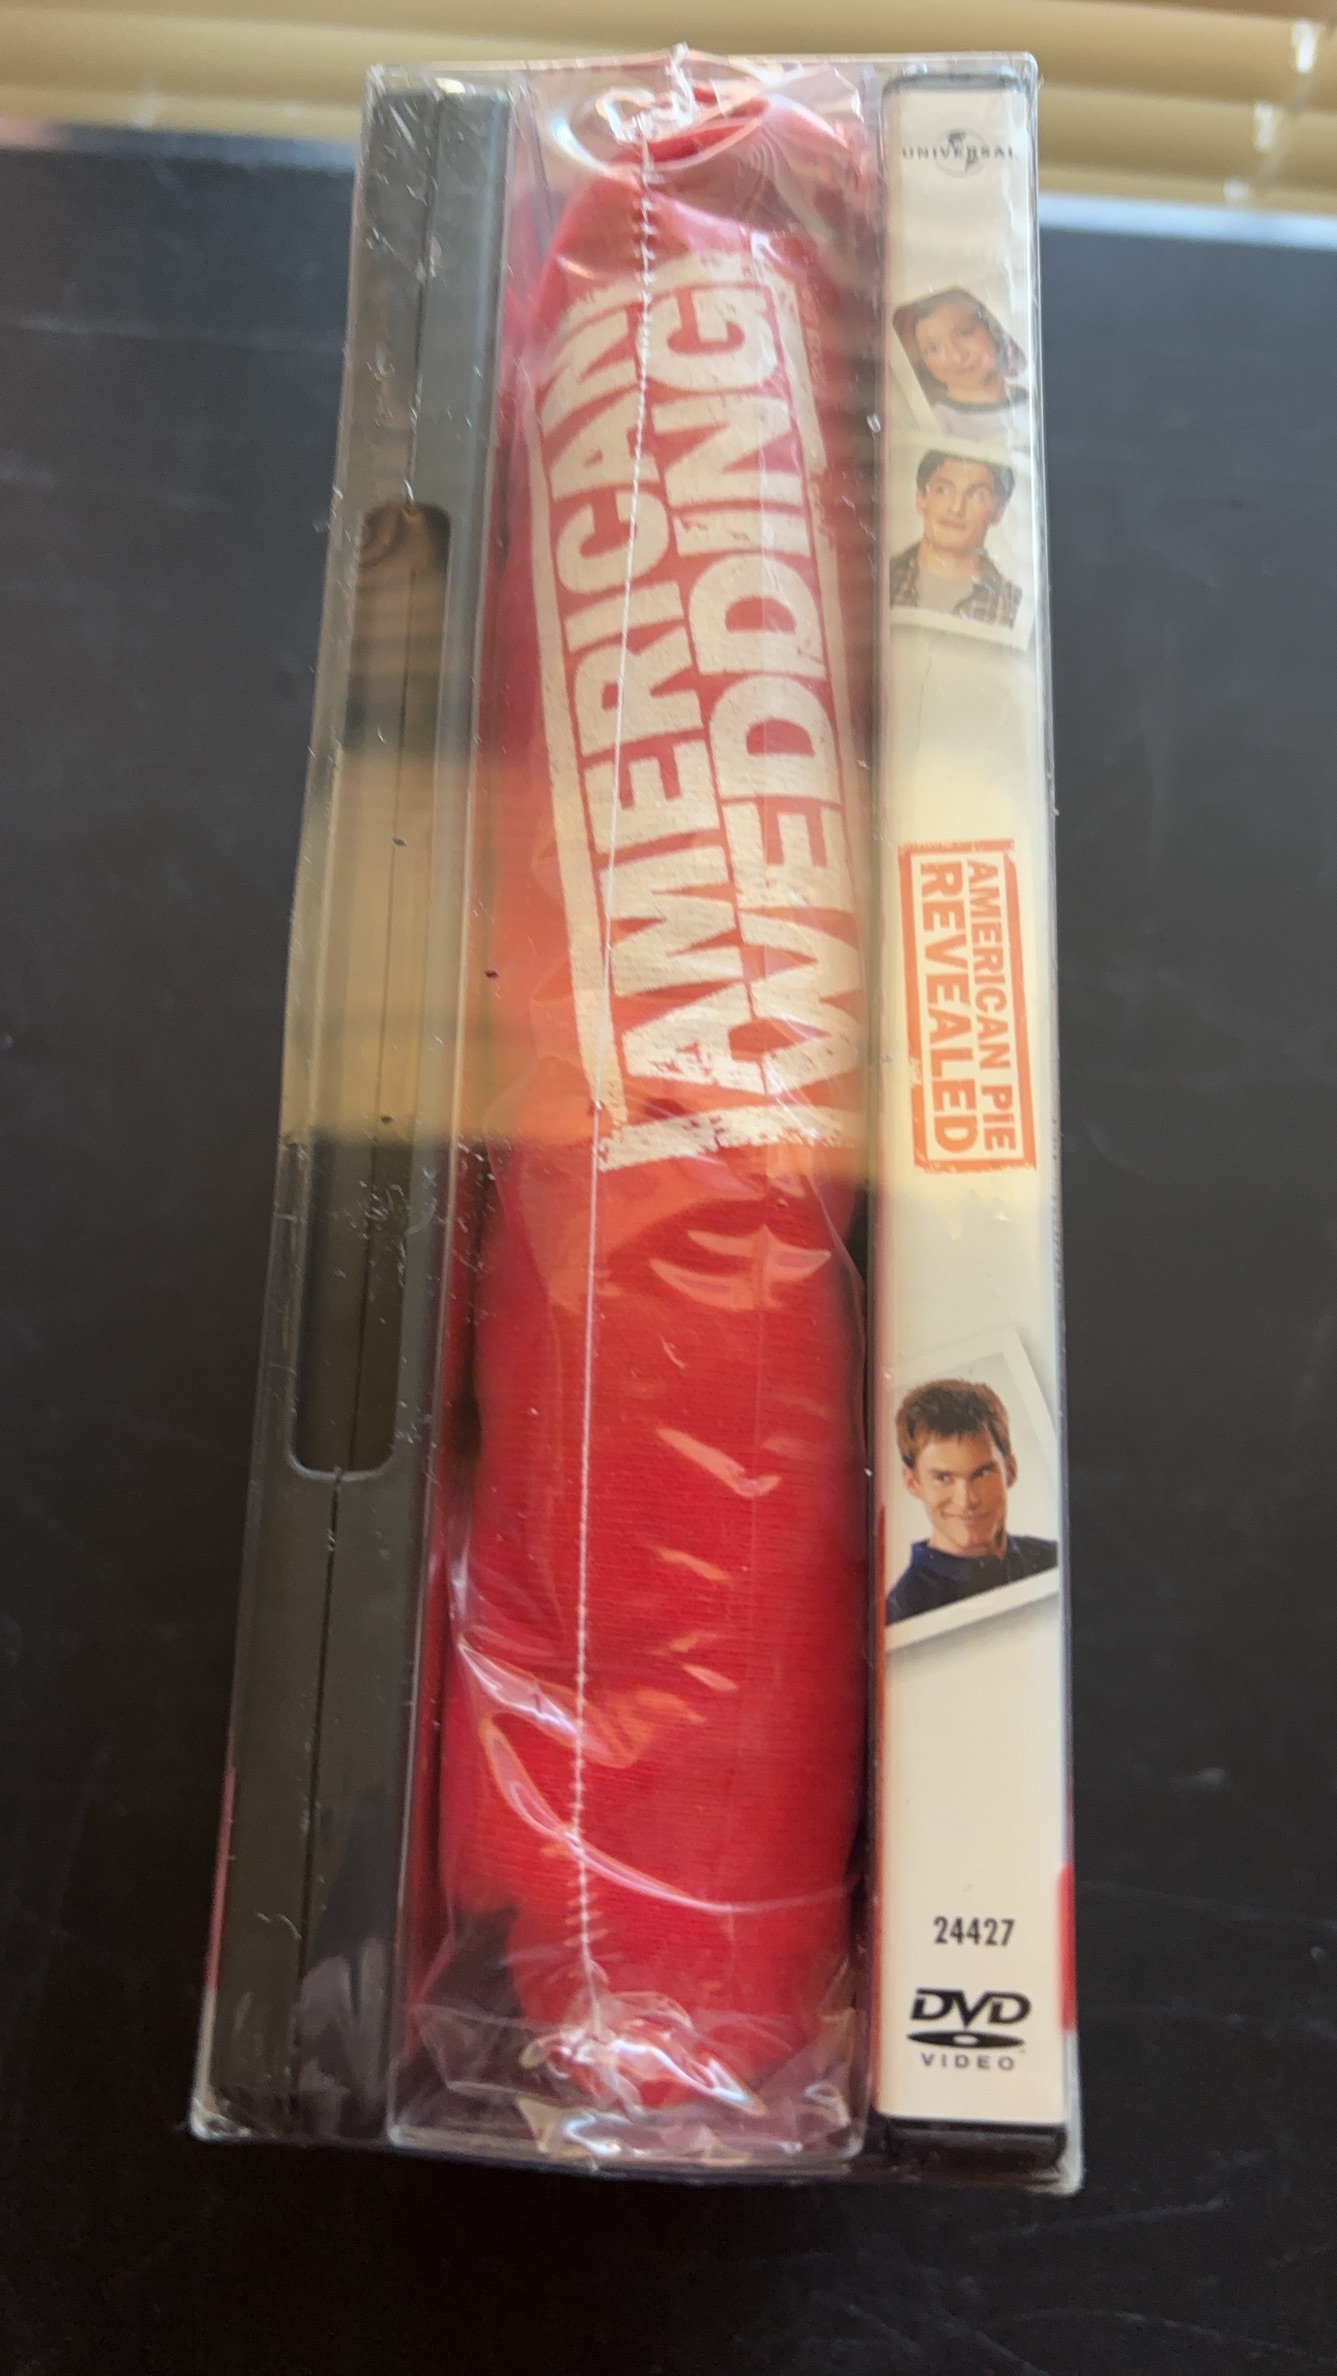 AMERICAN
WEDDING
UNIVERSAL
AMERICAN PIE
REVEALED
24427
DVD
VIDEO